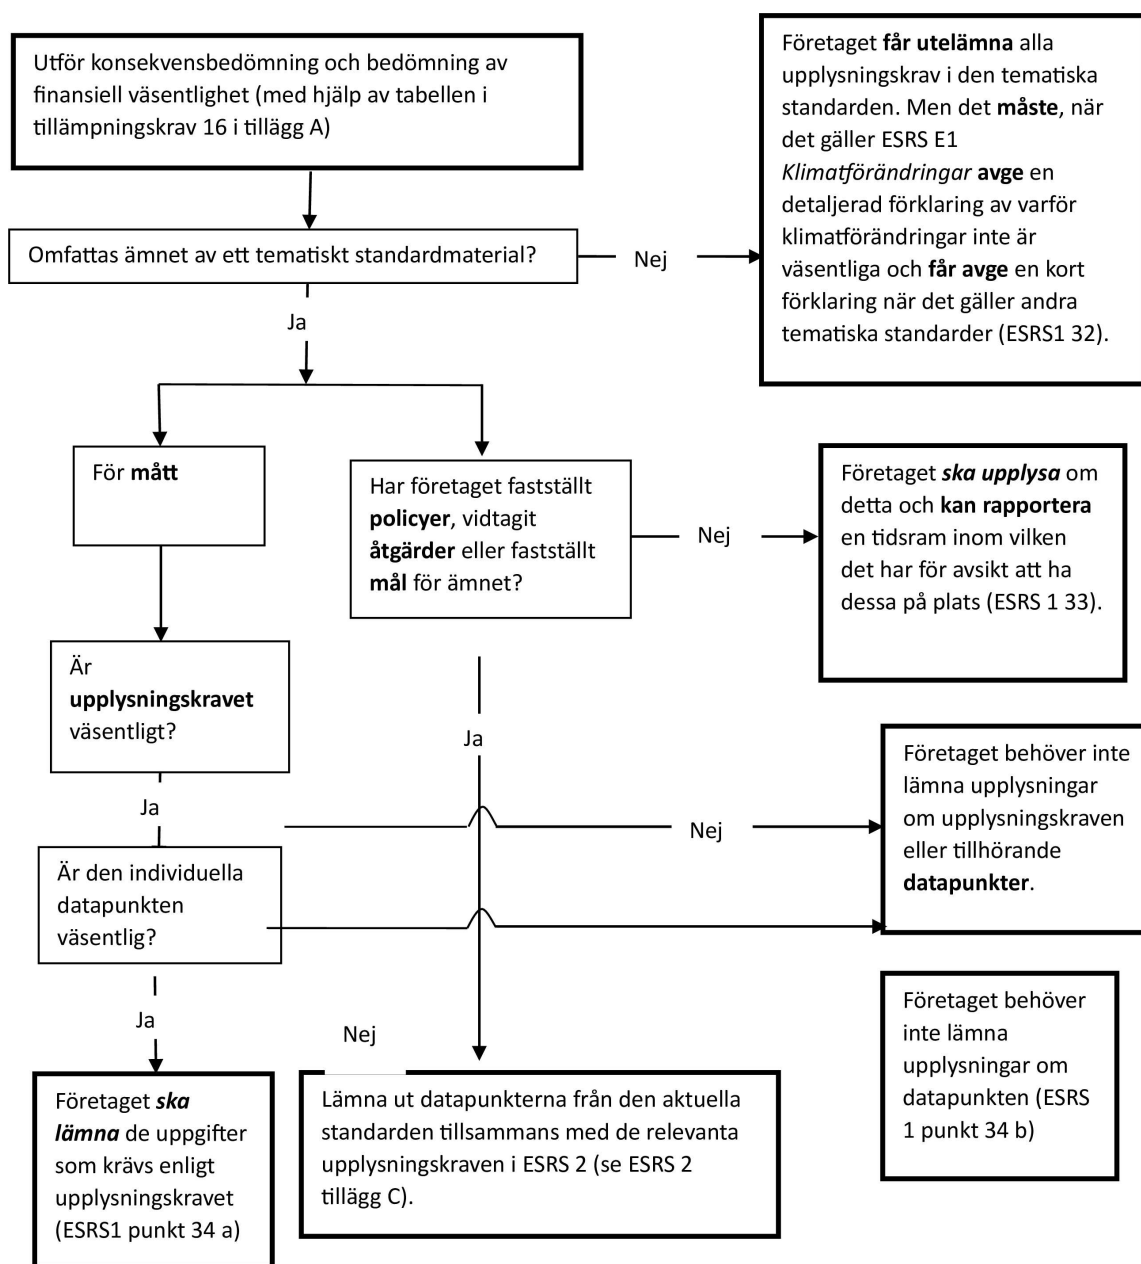 Utför konsekvensbedömning och bedömning av
finansiell väsentlighet (med hjälp av tabellen i
tillämpningskrav 16 i tillägg A)
Företaget får utelämna alla
upplysningskrav i den tematiska
standarden. Men det måste, när
det gäller ESRS E1
Klimatförändringar avge en
detaljerad förklaring av varför
klimatförändringar inte är
väsentliga och får avge en kort
förklaring när det gäller andra
tematiska standarder (ESRS1 32).
Omfattas ämnet av ett tematiskt standardmaterial?
Nej
Ja
För mått
Har företaget fastställt
policyer, vidtagit
åtgärder eller fastställt
mål för ämnet?
Nej
Företaget ska upplysa om
detta och kan rapportera
en tidsram inom vilken
det har för avsikt att ha
dessa på plats (ESRS 1 33).
Är
upplysningskravet
väsentligt?
Ja
Ja
Nej
Företaget behöver inte
lämna upplysningar
om upplysningskraven
eller tillhörande
datapunkter.
Är den individuella
datapunkten
väsentlig?
Ja
Nej
Företaget behöver
inte lämna
upplysningar om
datapunkten (ESRS
1 punkt 34 b)
Företaget ska
lämna de uppgifter
som krävs enligt
upplysningskravet
(ESRS1 punkt 34 a)
Lämna ut datapunkterna från den aktuella
standarden tillsammans med de relevanta
upplysningskraven i ESRS 2 (se ESRS 2
tillägg C).